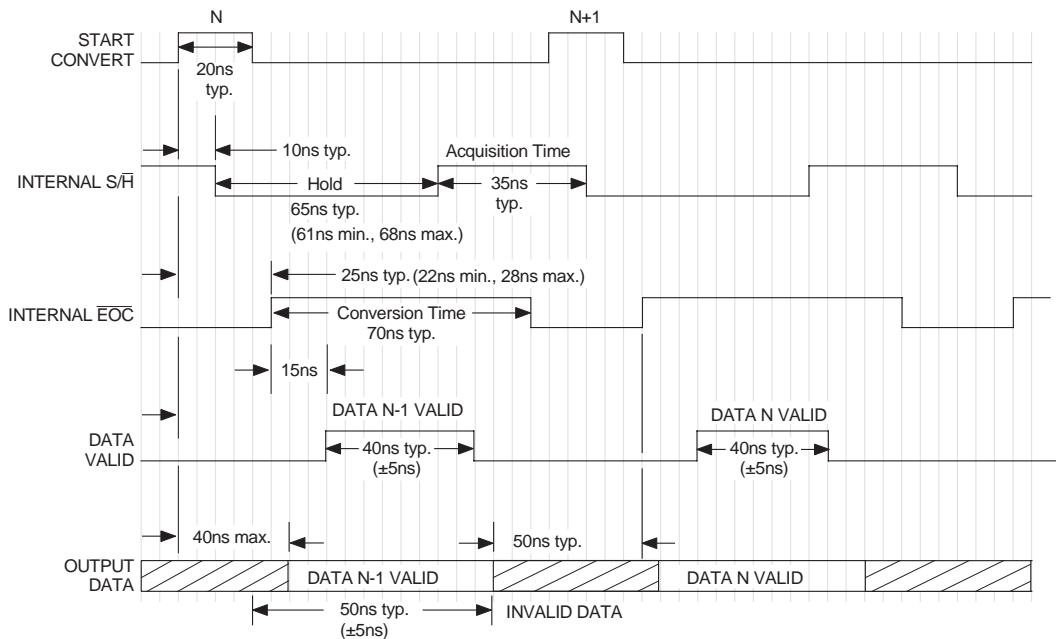 N
N+1
START
CONVERT
20ns
typ.
10ns typ.
Acquisition Time
INTERNAL S/H̅
Hold
35ns
typ.
65ns typ.
(61ns min., 68ns max.)
25ns typ. (22ns min., 28ns max.)
INTERNAL E̅O̅C̅
Conversion Time
70ns typ.
15ns
DATA N-1 VALID
DATA N VALID
DATA
VALID
40ns typ.
(±5ns)
40ns typ.
(±5ns)
40ns max.
50ns typ.
OUTPUT
DATA
DATA N-1 VALID
DATA N VALID
50ns typ.
(±5ns)
INVALID DATA